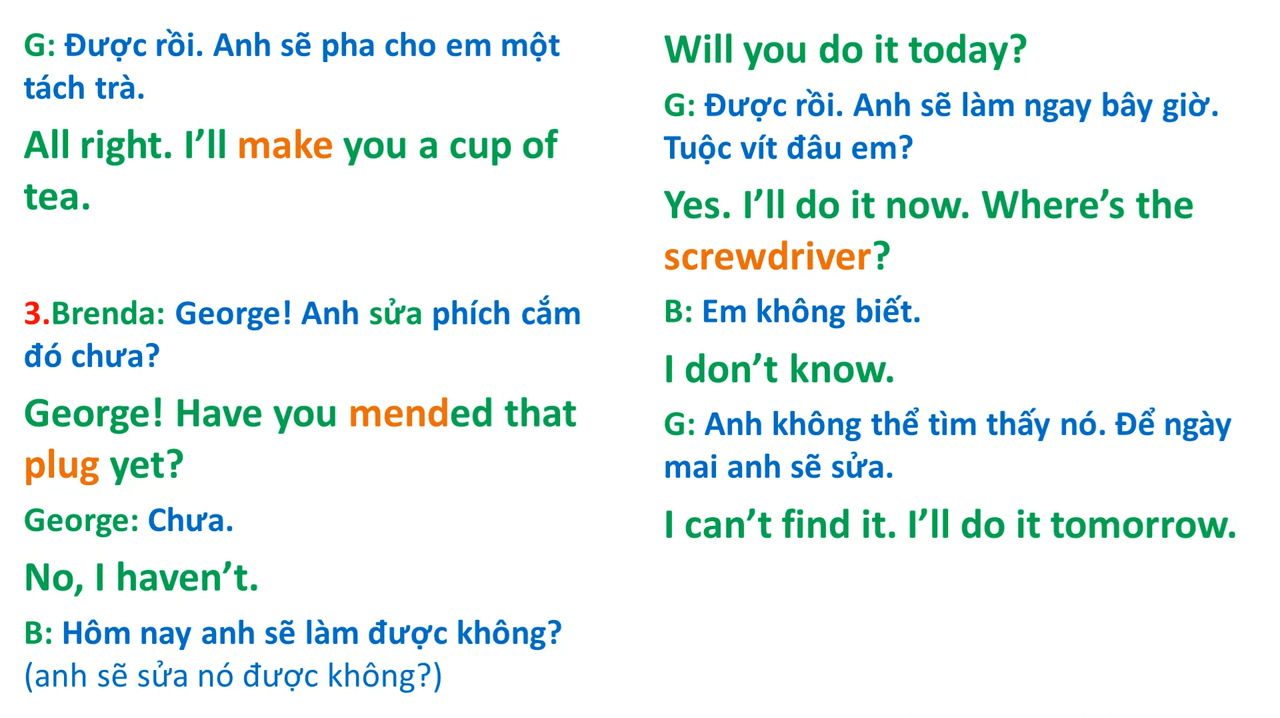 G: Được rồi. Anh sẽ pha cho em một
tách trà.
All right. I’ll make you a cup of
tea.
3.Brenda: George! Anh sửa phích cắm
đó chưa?
George! Have you mended that
plug yet?
George: Chưa.
No, I haven’t.
B: Hôm nay anh sẽ làm được không?
(anh sẽ sửa nó được không?)
Will you do it today?
G: Được rồi. Anh sẽ làm ngay bây giờ.
Tuộc vít đâu em?
Yes. I’ll do it now. Where’s the
screwdriver?
B: Em không biết.
I don’t know.
G: Anh không thể tìm thấy nó. Để ngày
mai anh sẽ sửa.
I can’t find it. I’ll do it tomorrow.